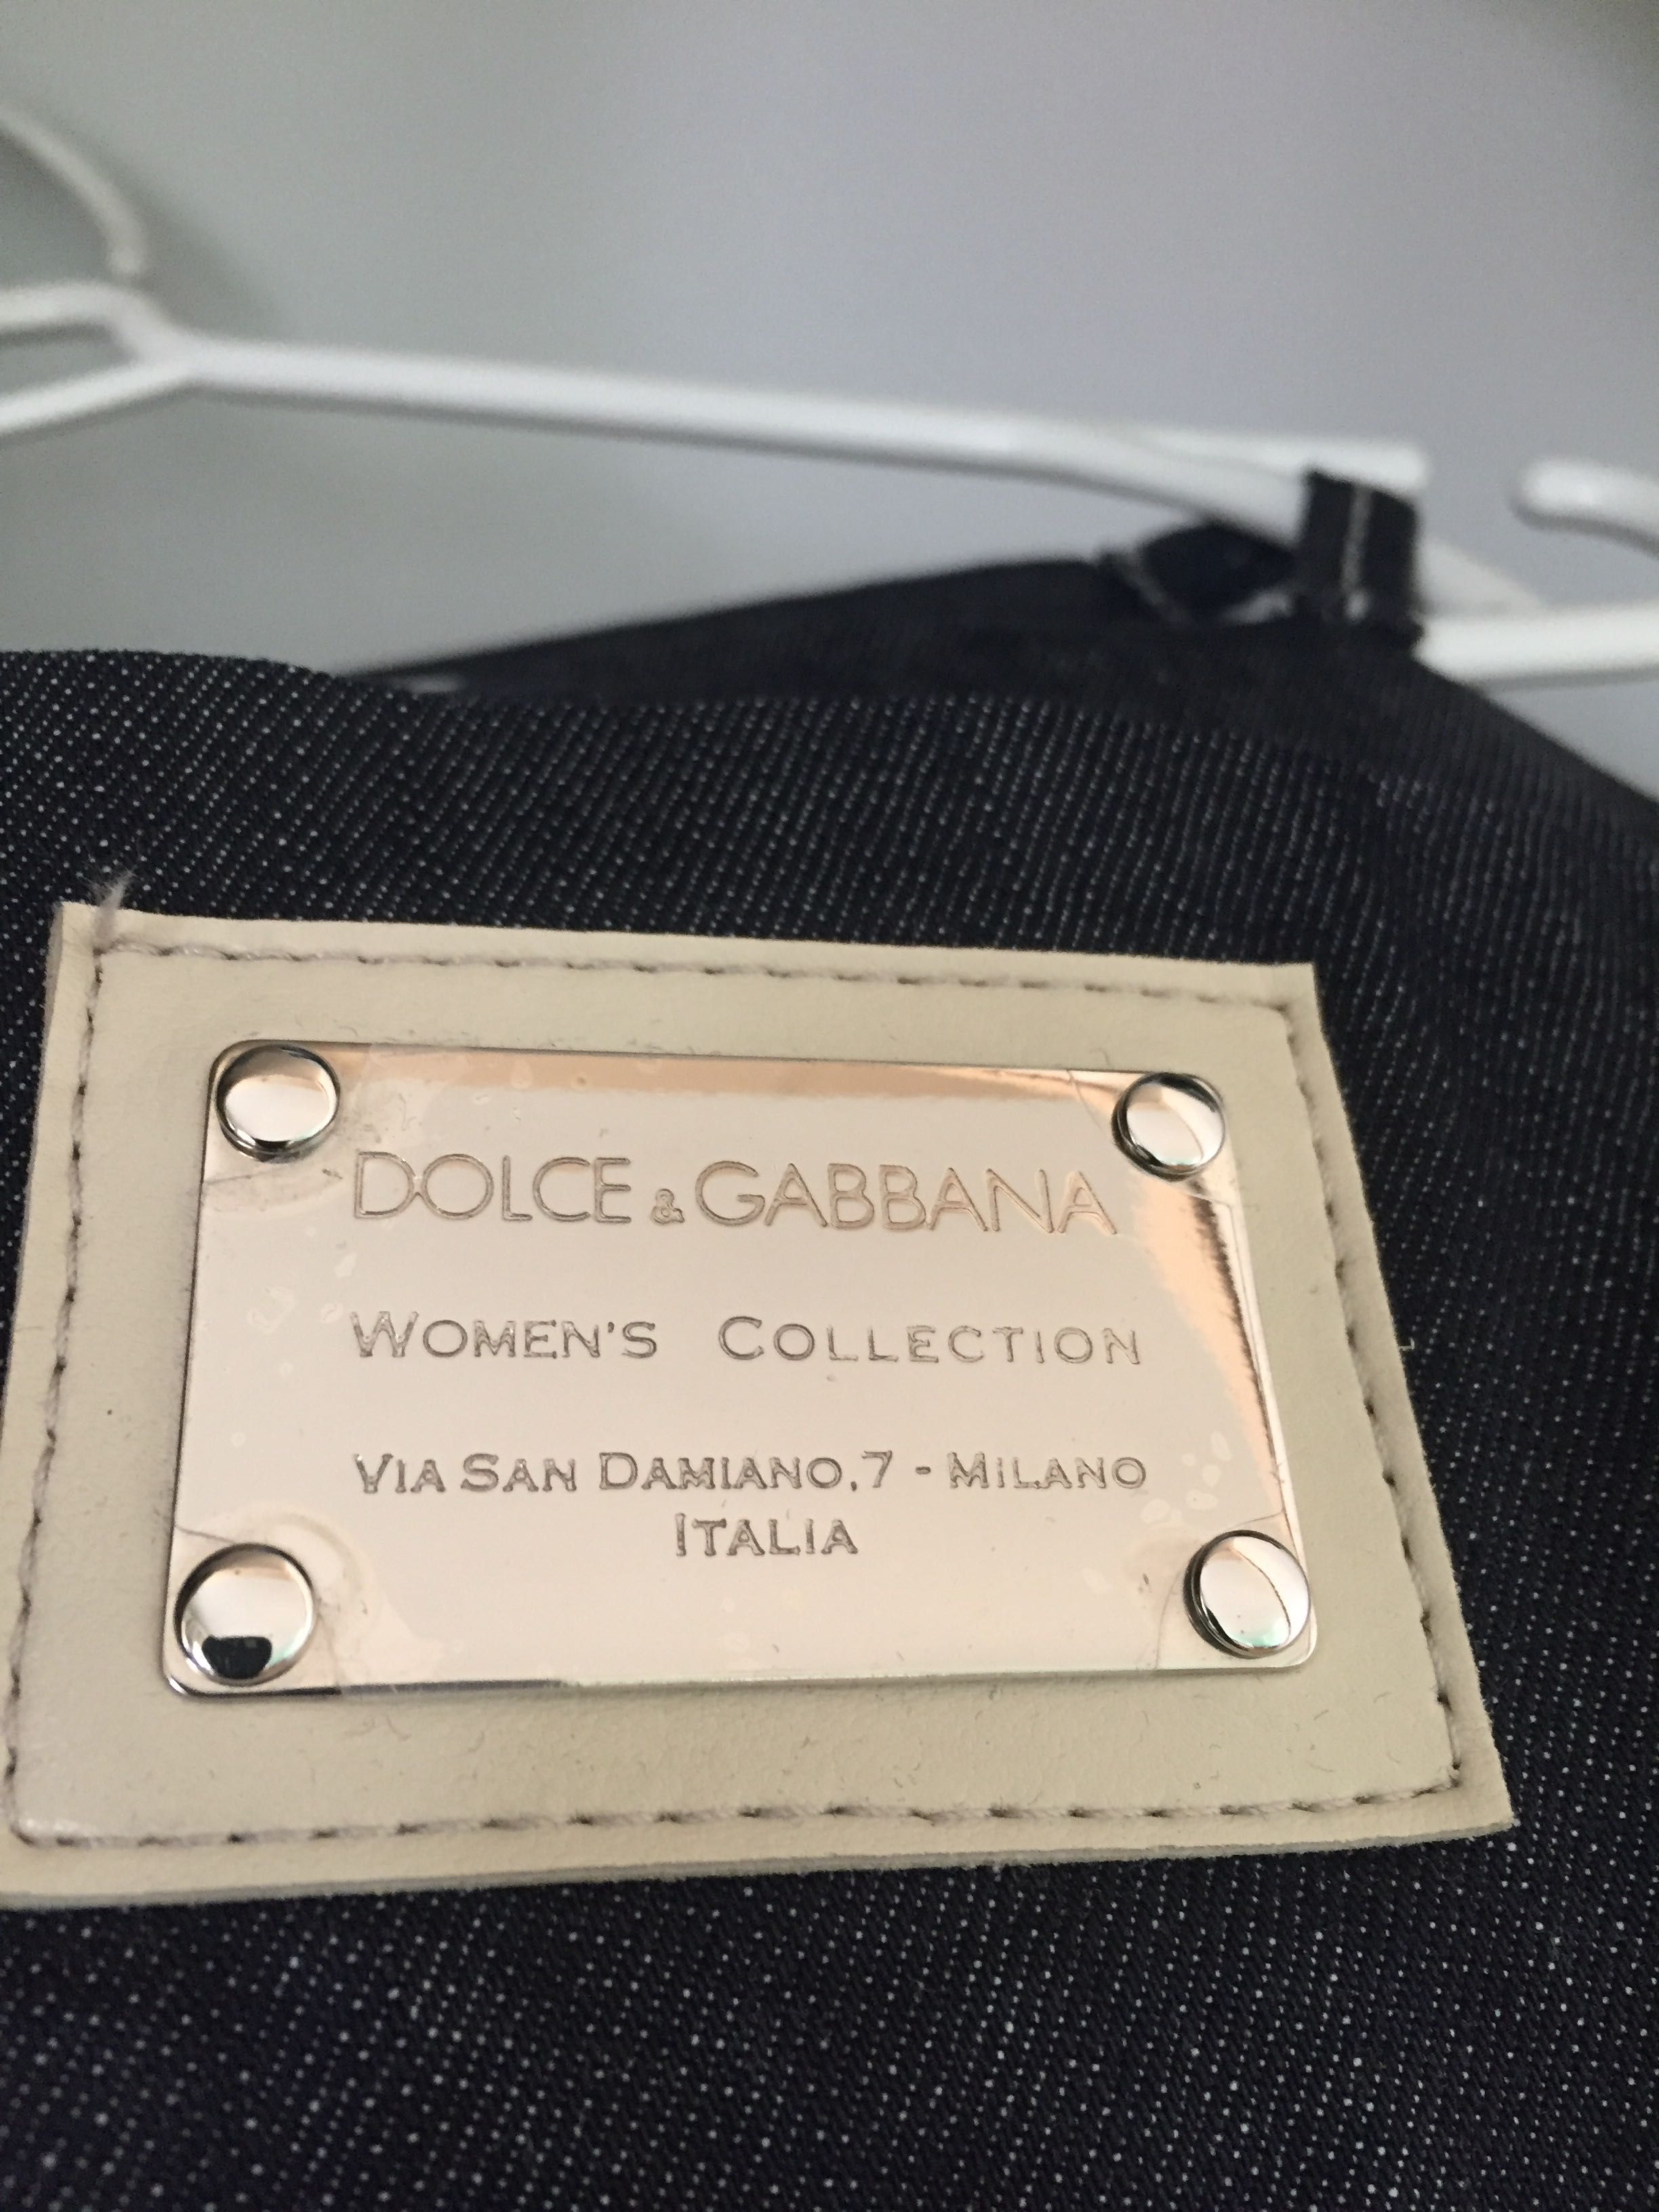 DOLCE & GABBANA
WOMEN'S COLLECTION
VIA SAN DAMIANO,7 - MILANO
ITALIA